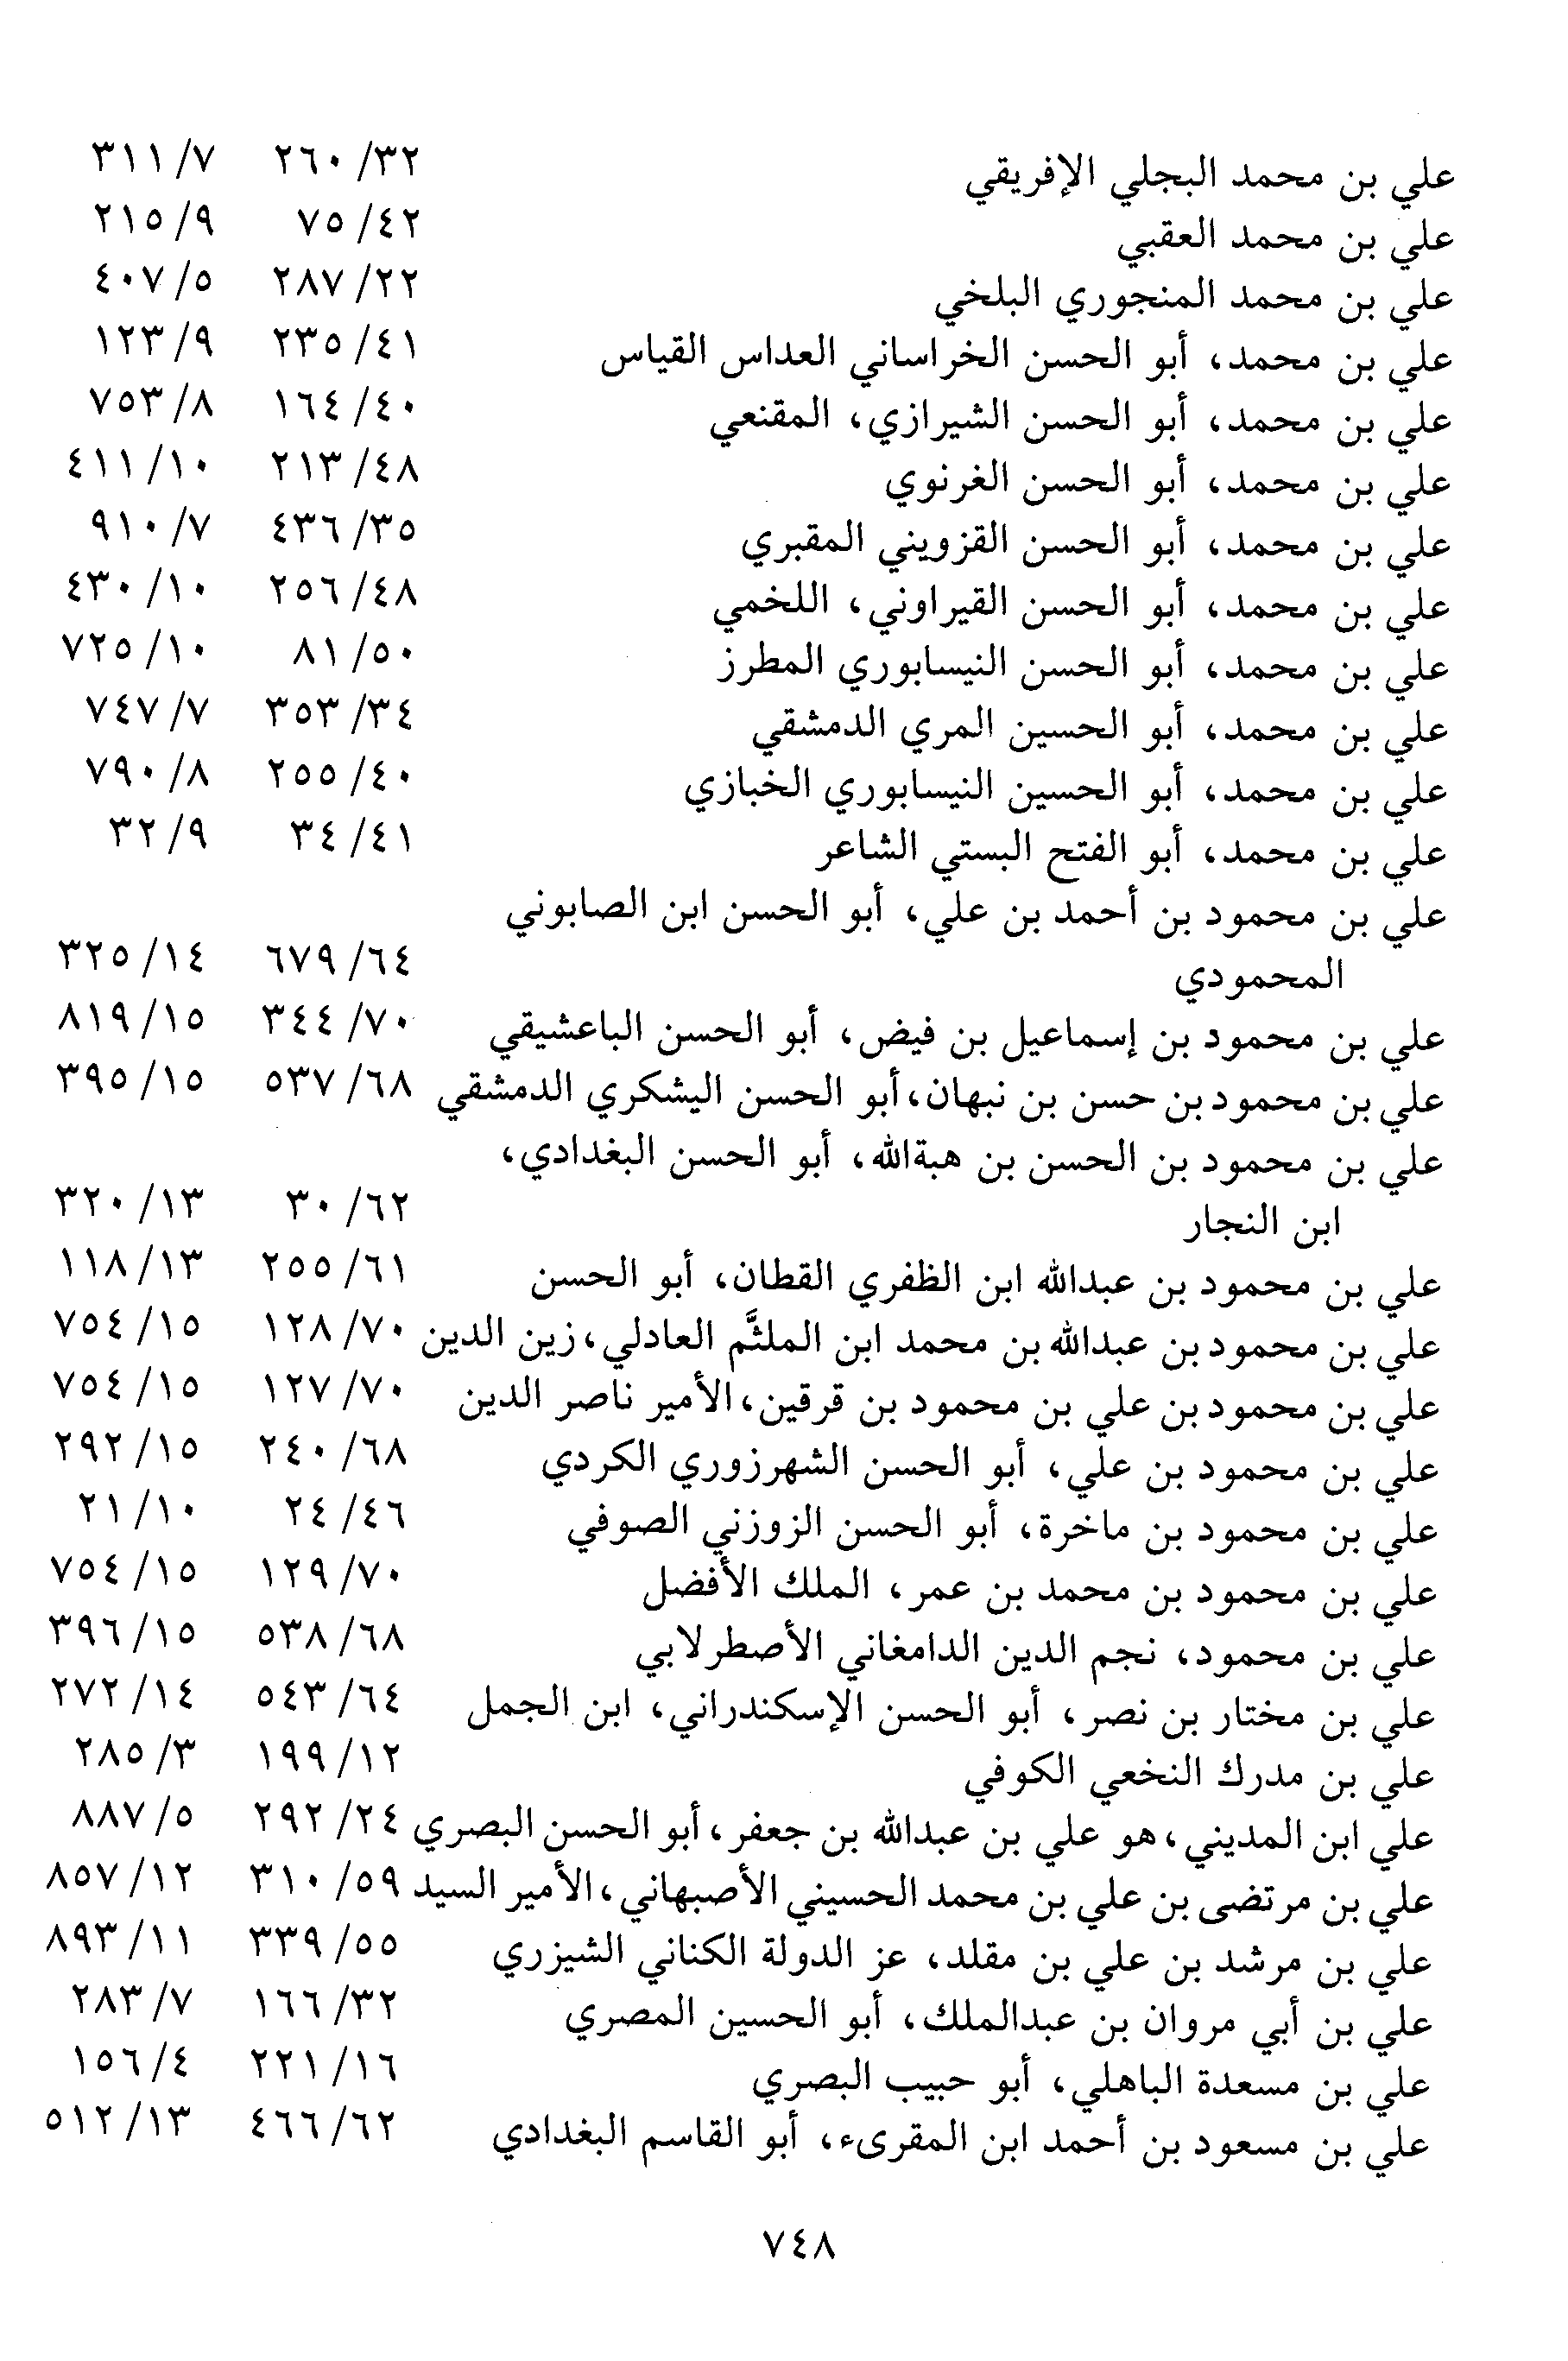 علي بن محمد البجلي الإفريقي ٣٢/ ٢٦٠ ٧/ ٣١١
علي بن محمد العقبي ٤٢/ ٧٥ ٩/ ٢١٥
علي بن محمد المنجوري البلخي ٢٢/ ٢٨٧ ٥/ ٤٠٧
علي بن محمد، أبو الحسن الخراساني العداس القياس ٤١/ ٢٣٥ ٩/ ١٢٣
علي بن محمد، أبو الحسن الشيرازي، المقنعي ٤٠/ ١٦٤ ٨/ ٧٥٣
علي بن محمد، أبو الحسن الغرنوي ٤٨/ ٢١٣ ١٠/ ٤١١
علي بن محمد، أبو الحسن القزويني المقبري ٣٥/ ٤٣٦ ٧/ ٩١٠
علي بن محمد، أبو الحسن القيراوني، اللخمي ٤٨/ ٢٥٦ ١٠/ ٤٣٠
علي بن محمد، أبو الحسن النيسابوري المطرز ٥٠/ ٨١ ١٠/ ٧٢٥
علي بن محمد، أبو الحسين المري الدمشقي ٣٤/ ٣٥٣ ٧/ ٧٤٧
علي بن محمد، أبو الحسين النيسابوري الخبازي ٤٠/ ٢٥٥ ٨/ ٧٩٠
علي بن محمد، أبو الفتح البستي الشاعر ٤١/ ٣٤ ٩/ ٣٢
علي بن محمود بن أحمد بن علي، أبو الحسن ابن الصابوني
المحمودي ٦٤/ ٦٧٩ ١٤/ ٣٢٥
علي بن محمود بن إسماعيل بن فيض، أبو الحسن الباعشيقي ٧٠/ ٣٤٤ ١٥/ ٨١٩
علي بن محمود بن حسن بن نبهان، أبو الحسن اليشكري الدمشقي ٦٨/ ٥٣٧ ١٥/ ٣٩٥
علي بن محمود بن الحسن بن هبةالله، أبو الحسن البغدادي،
ابن النجار ٦٢/ ٣٠ ١٣/ ٣٢٠
علي بن محمود بن عبدالله ابن الظفري القطان، أبو الحسن ٦١/ ٢٥٥ ١٣/ ١١٨
علي بن محمود بن عبدالله بن محمد ابن الملثَّم العادلي، زين الدين ٧٠/ ١٢٨ ١٥/ ٧٥٤
علي بن محمود بن علي بن محمود بن قرقين، الأمير ناصر الدين ٧٠/ ١٢٧ ١٥/ ٧٥٤
علي بن محمود بن علي، أبو الحسن الشهرزوري الكردي ٦٨/ ٢٤٠ ١٥/ ٢٩٢
علي بن محمود بن ماخرة، أبو الحسن الزوزني الصوفي ٤٦/ ٢٤ ١٠/ ٢١
علي بن محمود بن محمد بن عمر، الملك الأفضل ٧٠/ ١٢٩ ١٥/ ٧٥٤
علي بن محمود، نجم الدين الدامغاني الأصطرلابي ٦٨/ ٥٣٨ ١٥/ ٣٩٦
علي بن مختار بن نصر، أبو الحسن الإسكندراني، ابن الجمل ٦٤/ ٥٤٣ ١٤/ ٢٧٢
علي بن مدرك النخعي الكوفي ١٢/ ١٩٩ ٣/ ٢٨٥
علي ابن المديني، هو علي بن عبدالله بن جعفر، أبو الحسن البصري ٢٤/ ٢٩٢ ٥/ ٨٨٧
علي بن مرتضى بن علي بن محمد الحسيني الأصبهاني، الأمير السيد ٥٩/ ٣١٠ ١٢/ ٨٥٧
علي بن مرشد بن علي بن مقلد، عز الدولة الكناني الشيزري ٥٥/ ٣٣٩ ١١/ ٨٩٣
علي بن أبي مروان بن عبدالملك، أبو الحسين المصري ٣٢/ ١٦٦ ٧/ ٢٨٣
علي بن مسعدة الباهلي، أبو حبيب البصري ١٦/ ٢٢١ ٤/ ١٥٦
علي بن مسعود بن أحمد ابن المقرىء، أبو القاسم البغدادي ٦٢/ ٤٦٦ ١٣/ ٥١٢
٧٤٨